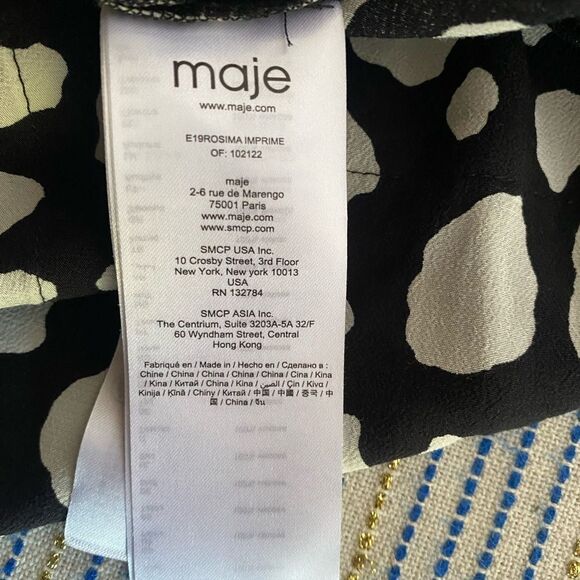 maje
www.maje.com
E19ROSIMA IMPRIME
OF: 102122
maje
2-6 rue de Marengo
75001 Paris
www.maje.com
www.smcp.com
SMCP USA Inc.
10 Crosby Street, 3rd Floor
New York, New york 10013
USA
RN 132784
SMCP ASIA Inc.
The Centrium, Suite 3203A-5A 32/F
60 Wyndham Street, Central
Hong Kong
Fabriqué en / Made in / Hecho en / Сделано в :
Chine / China / China / China / China / Cina / Kina
/ Kina / Китай / China / Kina / الصين / Çin / Kiva /
Kinija / Ķīnā / Chiny / Китай / 中国 / 中國 / 중국 / 中
国 / China / จีน